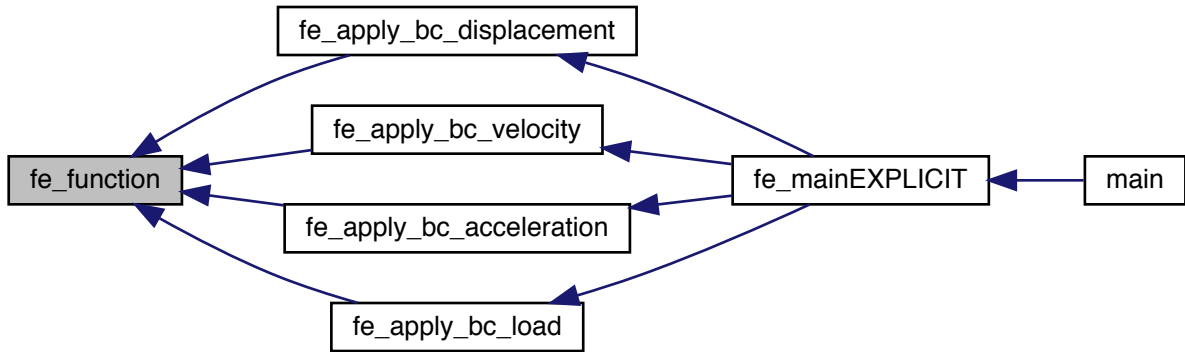 fe_apply_bc_displacement
fe_apply_bc_velocity
fe_function
fe_mainEXPLICIT
main
fe_apply_bc_acceleration
fe_apply_bc_load